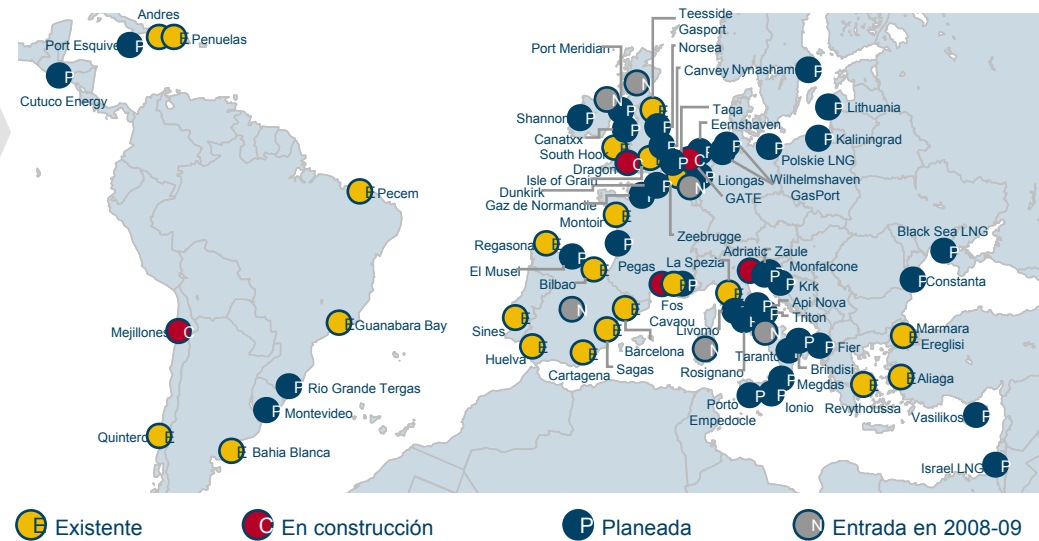 Andres
Penuelas
Port Esquive
Cutuco Energy
Pecem
Guanabara Bay
Mejillones
Rio Grande Tergas
Montevideo
Quintero
Bahia Blanca
Teesside
Gasport
Norsea
Port Meridian
Canvey
Nynasham
Lithuania
Shannon
Taqa
Eemshaven
Kaliningrad
Canatxx
South Hook
Dragon
Polskie LNG
Isle of Grain
Liongas
Wilhelmshaven
GasPort
Dunkirk
GATE
Gaz de Normandie
Montoir
Zeebrugge
Black Sea LNG
Regasona
Adriatic
Zaule
El Musel
Pegas
La Spezia
Monfalcone
Bilbao
Krk
Constanta
Fos
Cavaou
Api Nova
Triton
Livorno
Sines
Marmara
Ereglisi
Huelva
Barcelona
Rosignano
Taranto
Fier
Cartagena
Sagas
Brindisi
Megdas
Aliaga
Porto
Empedocle
Ionio
Revythoussa
Vasilikos
Israel LNG
E Existente
C En construcción
P Planeada
N Entrada en 2008-09